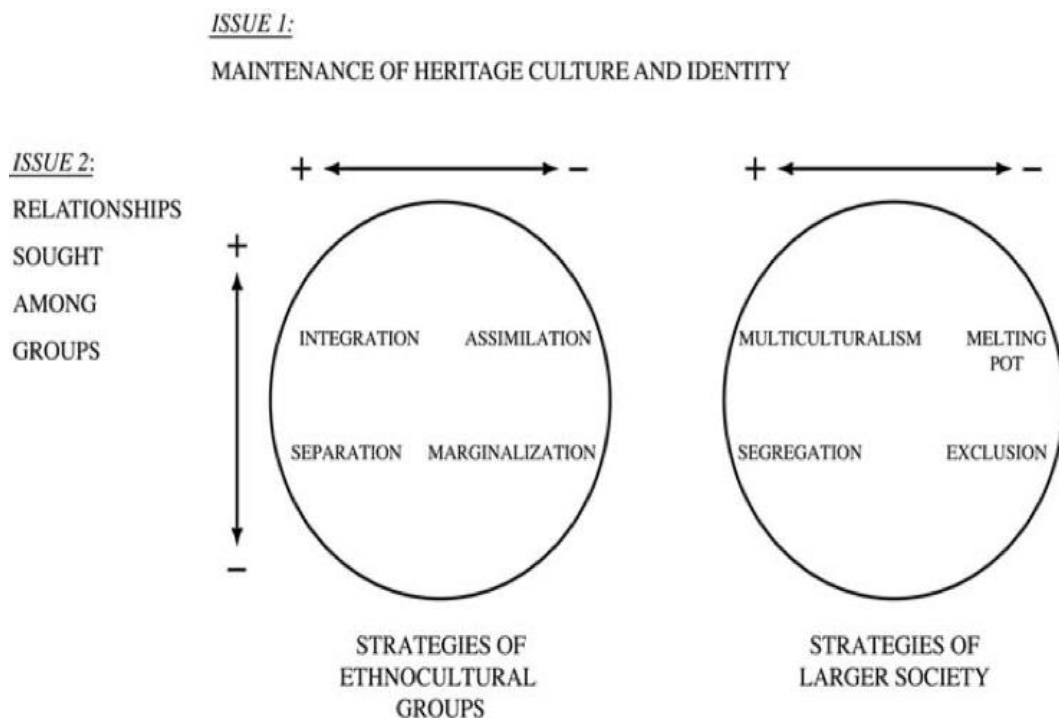 ISSUE 1:
MAINTENANCE OF HERITAGE CULTURE AND IDENTITY
ISSUE 2:
RELATIONSHIPS
SOUGHT
AMONG
GROUPS
+ −
+
−
INTEGRATION ASSIMILATION
SEPARATION MARGINALIZATION
STRATEGIES OF
ETHNOCULTURAL
GROUPS
+ −
MULTICULTURALISM MELTING
POT
SEGREGATION EXCLUSION
STRATEGIES OF
LARGER SOCIETY